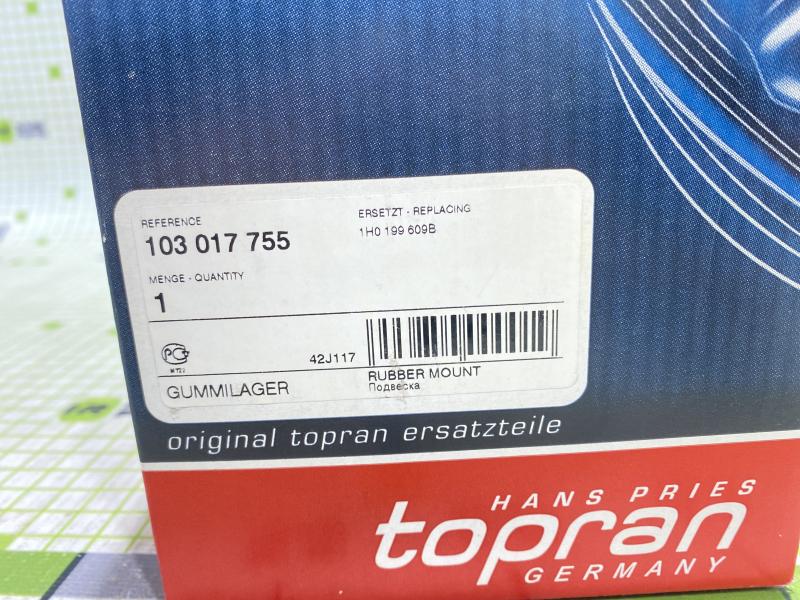 REFERENCE
103 017 755
ERSETZT - REPLACING
1H0 199 609B
MENGE - QUANTITY
1
42J117
GUMMILAGER
RUBBER MOUNT
Подвеска
original topran ersatzteile
HANS PRIES
topran
GERMANY